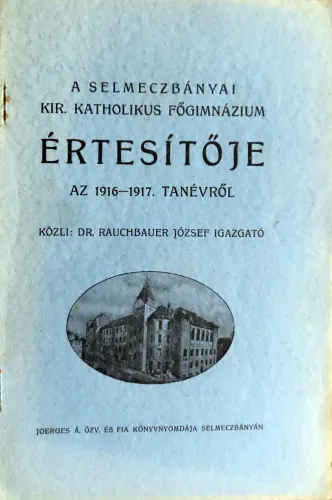 A SELMECZBÁNYAI
KIR. KATHOLIKUS FŐGIMNÁZIUM
ÉRTESÍTŐJE
AZ 1916—1917. TANÉVRŐL
KÖZLI: DR. RAUCHBAUER JÓZSEF IGAZGATÓ
JOERGES Á. ÖZV. ÉS FIA KÖNYVNYOMDÁJA SELMECZBÁNYÁN